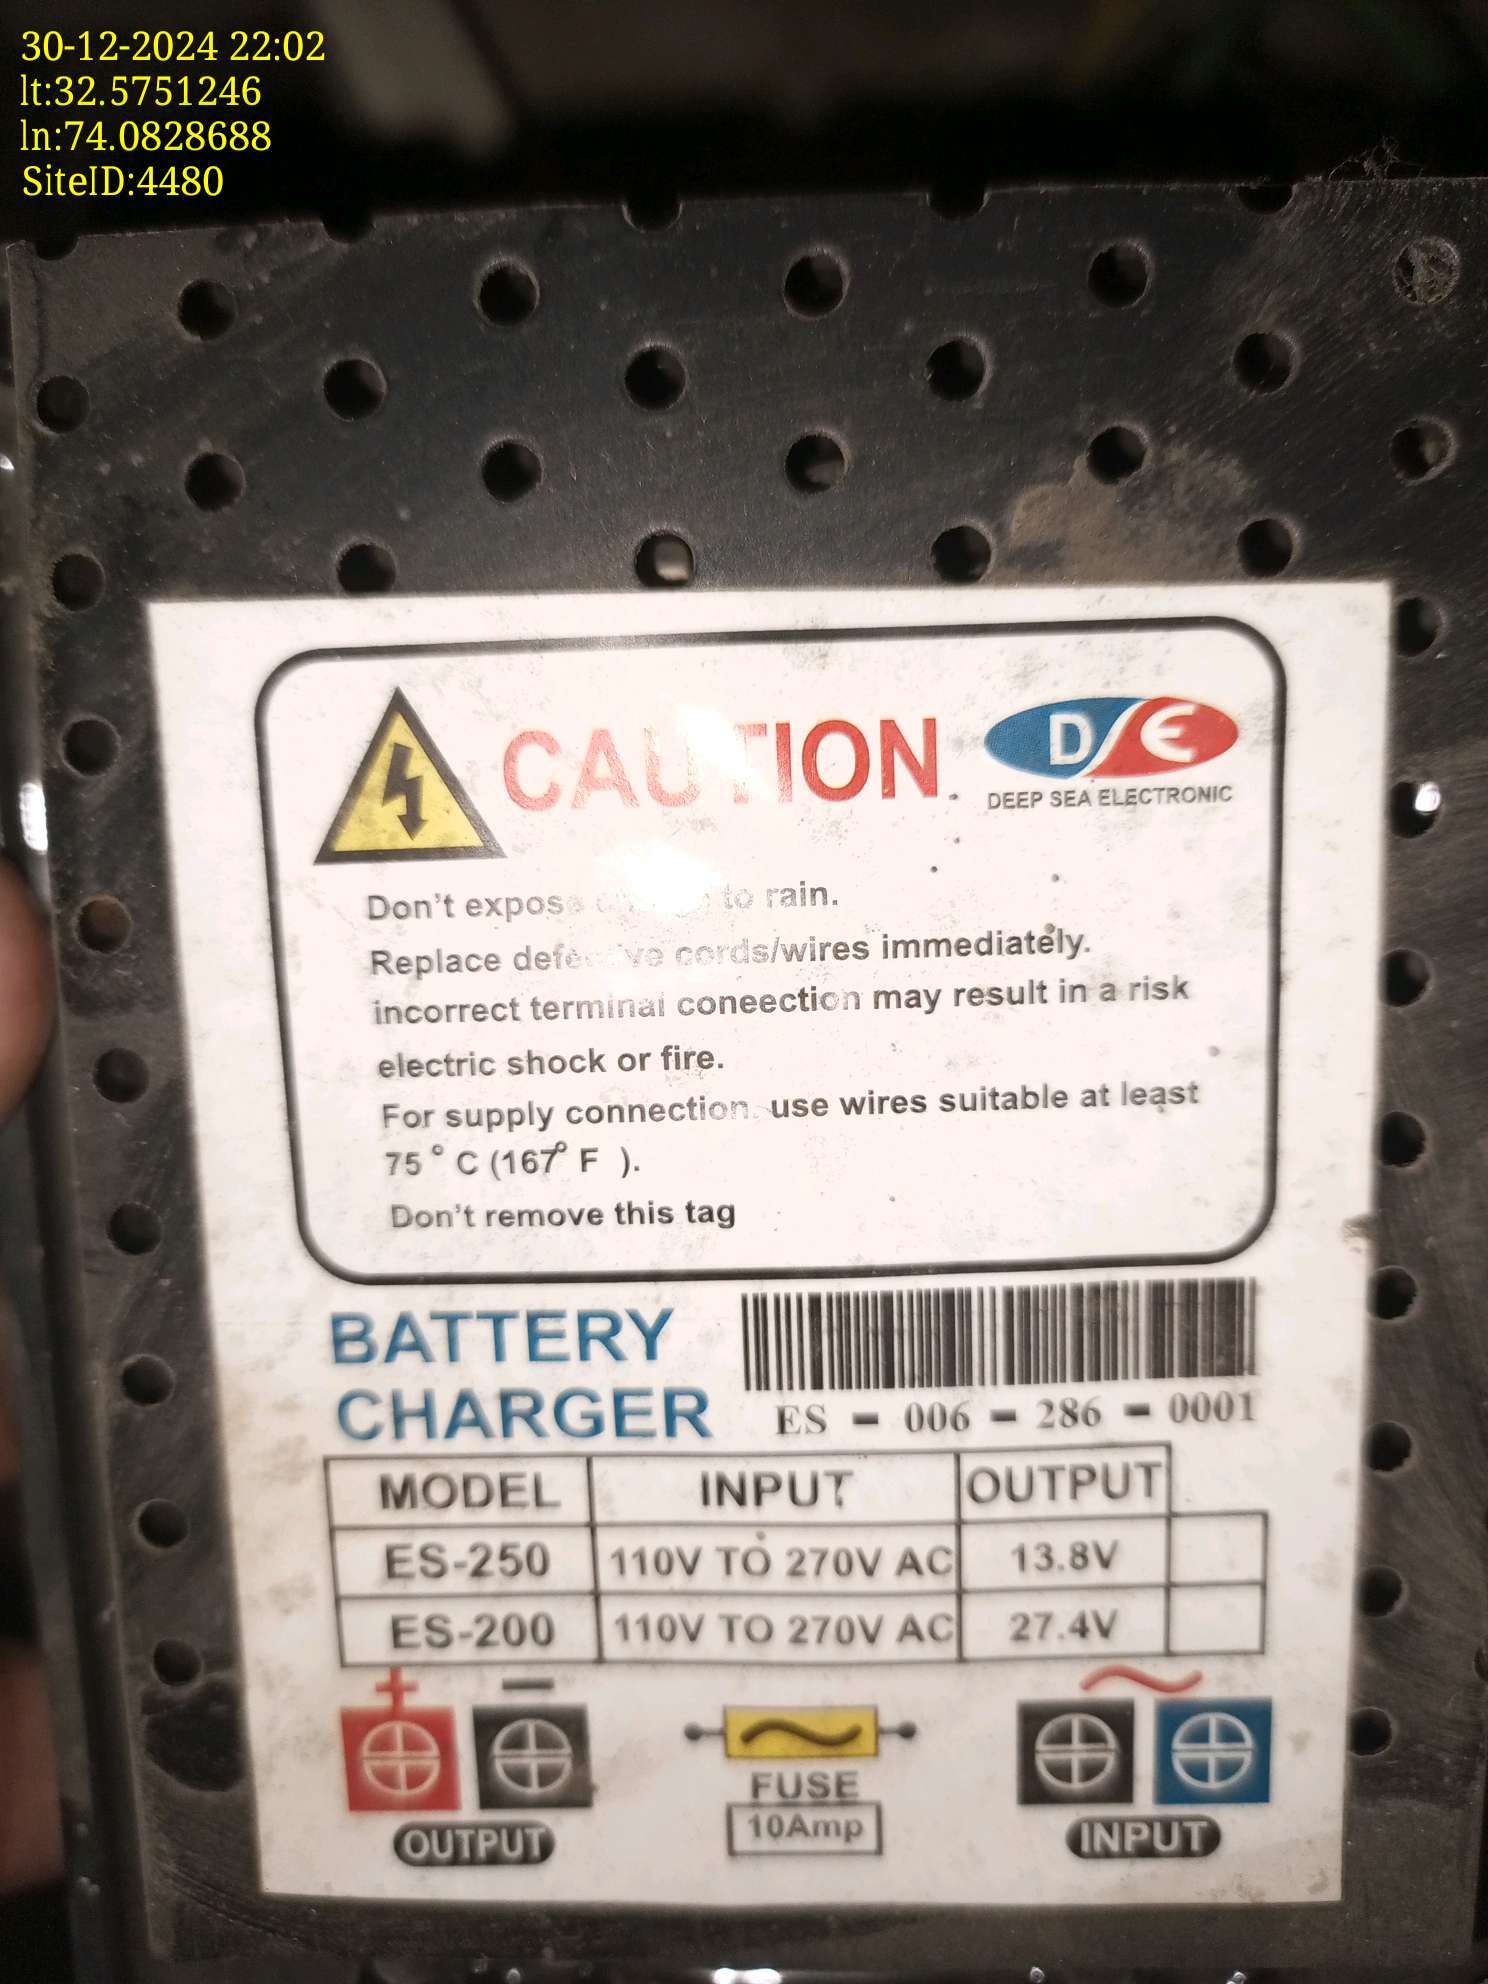 30-12-2024 22:02
lt:32.5751246
ln:74.0828688
SiteID:4480
CAUTION
DSE
DEEP SEA ELECTRONIC
Don't expose to rain.
Replace defective cords/wires immediately.
incorrect terminal coneection may result in a risk
electric shock or fire.
For supply connection, use wires suitable at least
75° C (167° F ).
Don't remove this tag
BATTERY
CHARGER
ES - 006 - 286 - 0001
MODEL INPUT OUTPUT
ES-250 110V TO 270V AC 13.8V
ES-200 110V TO 270V AC 27.4V
+ −
~
FUSE
10Amp
OUTPUT
INPUT